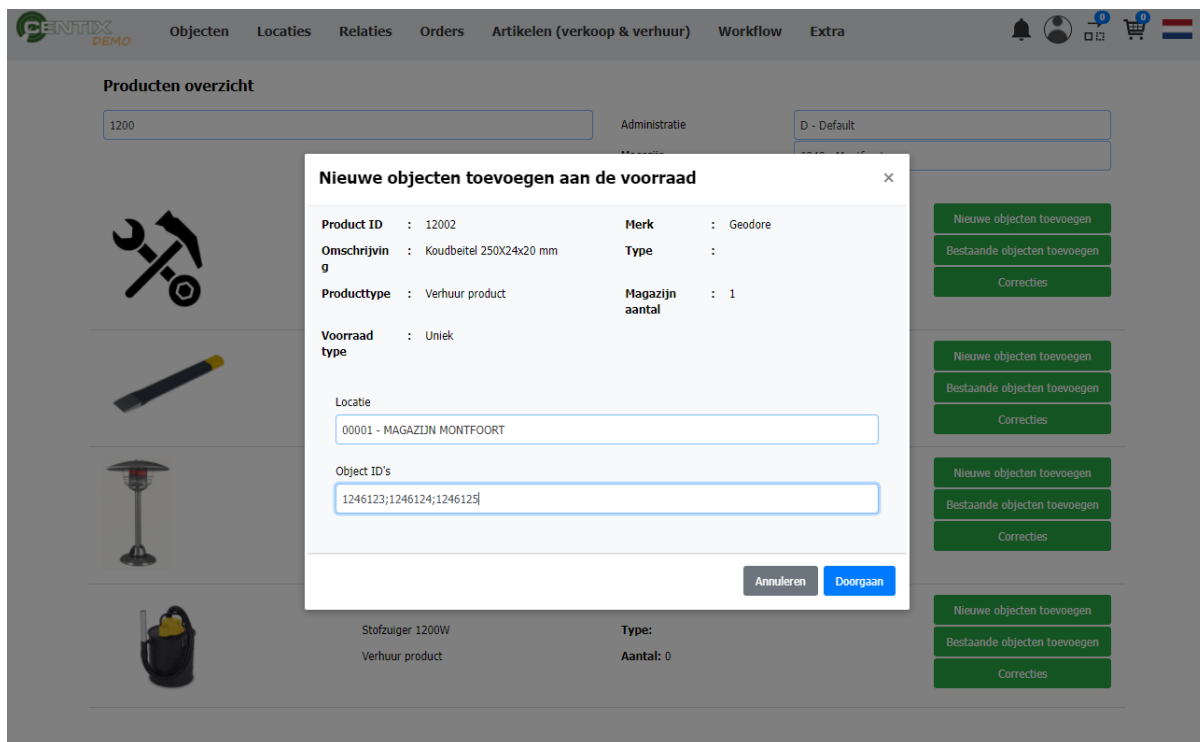 CENTIX DEMO Objecten Locaties Relaties Orders Artikelen (verkoop & verhuur) Workflow Extra 0 0
Producten overzicht
1200 Administratie D - Default
Nieuwe objecten toevoegen aan de voorraad ×
Product ID : 12002 Merk : Geodore
Omschrijvin
g : Koudbeitel 250X24x20 mm Type :
Producttype : Verhuur product Magazijn
aantal : 1
Voorraad
type : Uniek
Locatie
00001 - MAGAZIJN MONTFOORT
Object ID's
1246123;1246124;1246125
Annuleren Doorgaan
Nieuwe objecten toevoegen
Bestaande objecten toevoegen
Correcties
Nieuwe objecten toevoegen
Bestaande objecten toevoegen
Correcties
Nieuwe objecten toevoegen
Bestaande objecten toevoegen
Correcties
Nieuwe objecten toevoegen
Stofzuiger 1200W Type: Bestaande objecten toevoegen
Verhuur product Aantal: 0
Correcties